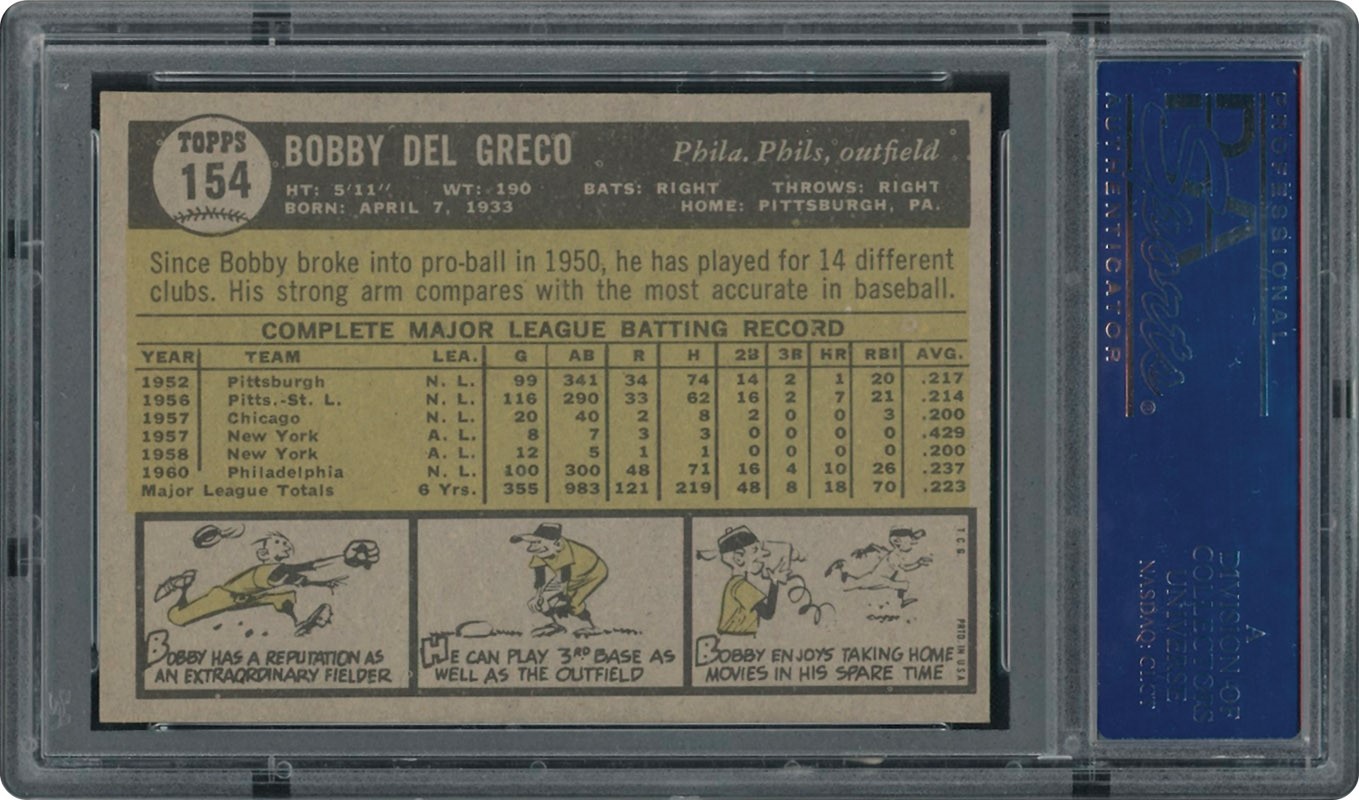 TOPPS
154
BOBBY DEL GRECO
Phila. Phils, outfield
HT: 5'11" WT: 190 BATS: RIGHT THROWS: RIGHT
BORN: APRIL 7, 1933 HOME: PITTSBURGH, PA.
Since Bobby broke into pro-ball in 1950, he has played for 14 different
clubs. His strong arm compares with the most accurate in baseball.
COMPLETE MAJOR LEAGUE BATTING RECORD
YEAR TEAM LEA. G AB R H 2B 3B HR RBI AVG.
1952 Pittsburgh N. L. 99 341 34 74 14 2 1 20 .217
1956 Pitts.-St. L. N. L. 116 290 33 62 16 2 7 21 .214
1957 Chicago N. L. 20 40 2 8 2 0 0 3 .200
1957 New York A. L. 8 7 3 3 0 0 0 0 .429
1958 New York A. L. 12 5 1 1 0 0 0 0 .200
1960 Philadelphia N. L. 100 300 48 71 16 4 10 26 .237
Major League Totals 6 Yrs. 355 983 121 219 48 8 18 70 .223
BOBBY HAS A REPUTATION AS
AN EXTRAORDINARY FIELDER
HE CAN PLAY 3RD BASE AS
WELL AS THE OUTFIELD
BOBBY ENJOYS TAKING HOME
MOVIES IN HIS SPARE TIME
T.C.G.
PRTD. IN U.S.A.
PROFESSIONAL
PSA
Sports
®
AUTHENTICATOR
A
DIVISION OF
COLLECTORS
UNIVERSE
NASDAQ: CLCT